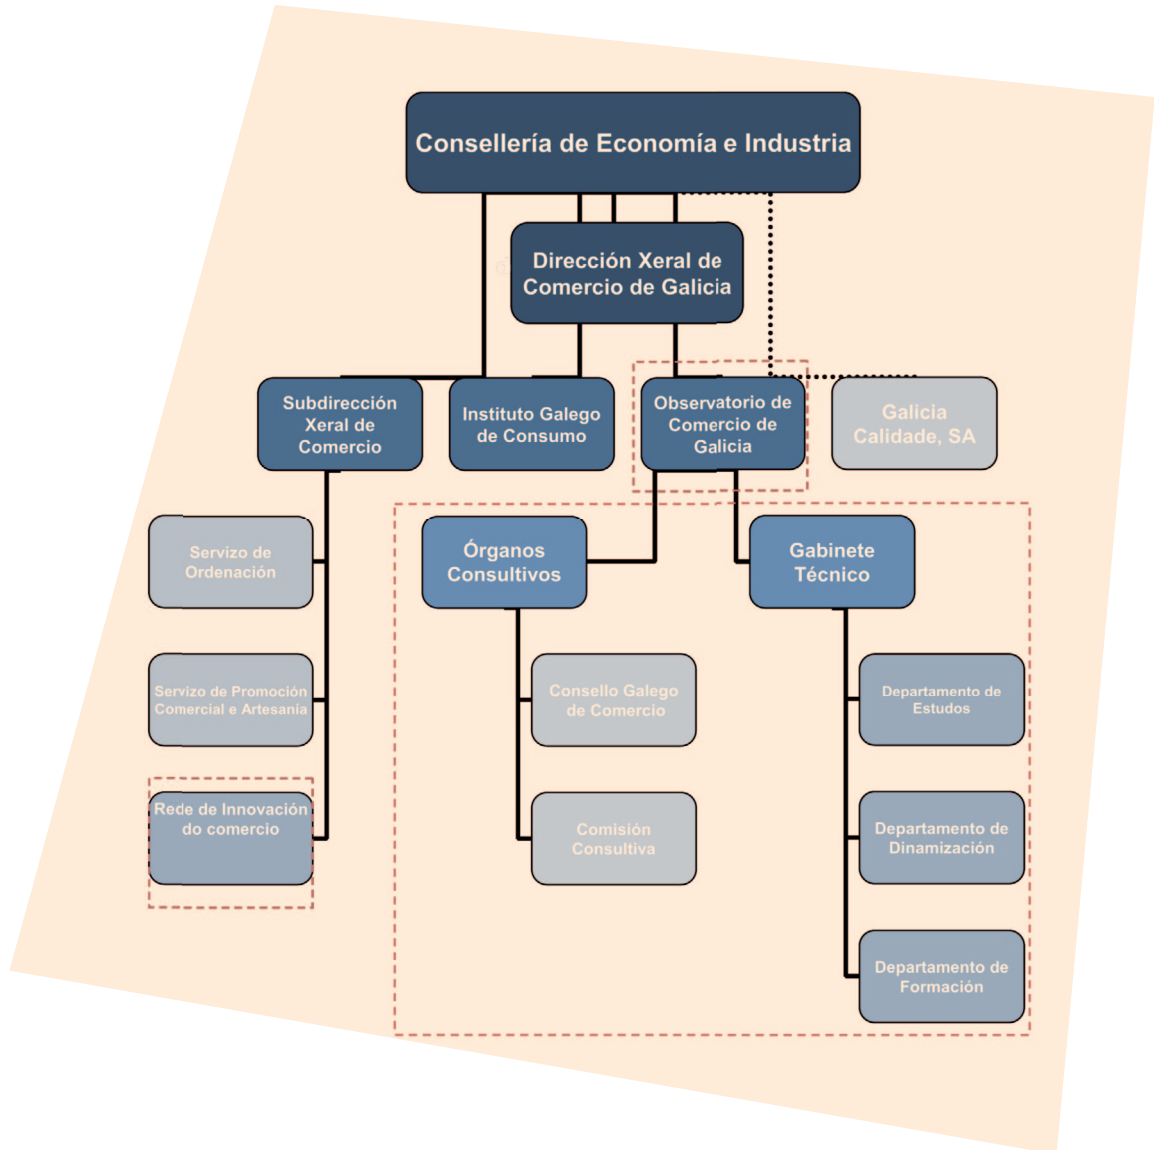 Consellería de Economía e Industria
Dirección Xeral de
Comercio de Galicia
Subdirección
Xeral de
Comercio
Instituto Galego
de Consumo
Observatorio de
Comercio de
Galicia
Galicia
Calidade, SA
Servizo de
Ordenación
Órganos
Consultivos
Gabinete
Técnico
Servizo de Promoción
Comercial e Artesanía
Consello Galego
de Comercio
Departamento de
Estudos
Rede de Innovación
do comercio
Comisión
Consultiva
Departamento de
Dinamización
Departamento de
Formación